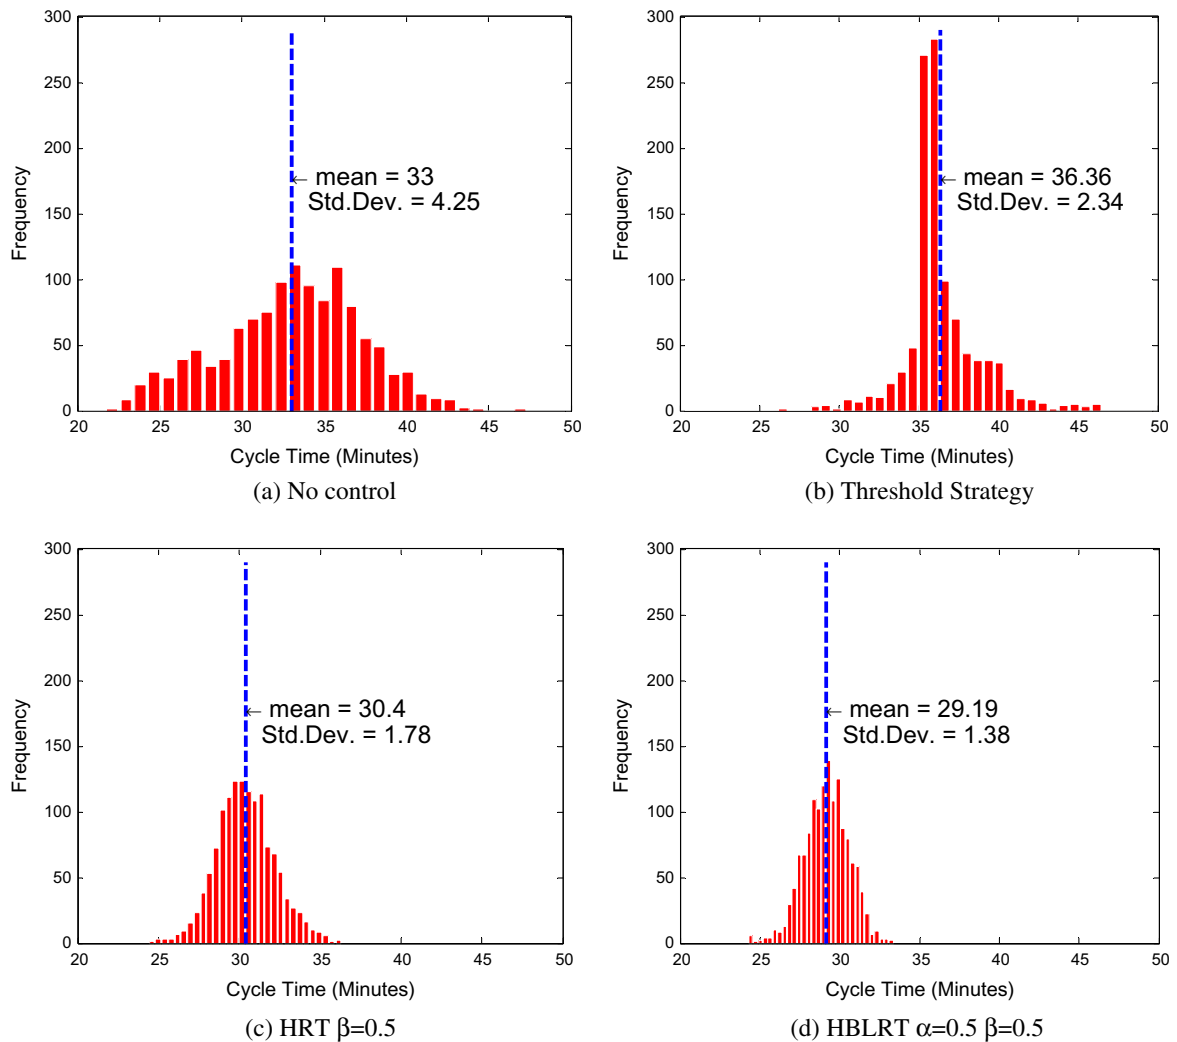 300
250
200
150
100
50
0
Frequency
← mean = 33
Std.Dev. = 4.25
20 25 30 35 40 45 50
Cycle Time (Minutes)
(a) No control
300
250
200
150
100
50
0
Frequency
← mean = 36.36
Std.Dev. = 2.34
20 25 30 35 40 45 50
Cycle Time (Minutes)
(b) Threshold Strategy
300
250
200
150
100
50
0
Frequency
← mean = 30.4
Std.Dev. = 1.78
20 25 30 35 40 45 50
Cycle Time (Minutes)
(c) HRT β=0.5
300
250
200
150
100
50
0
Frequency
← mean = 29.19
Std.Dev. = 1.38
20 25 30 35 40 45 50
Cycle Time (Minutes)
(d) HBLRT α=0.5 β=0.5